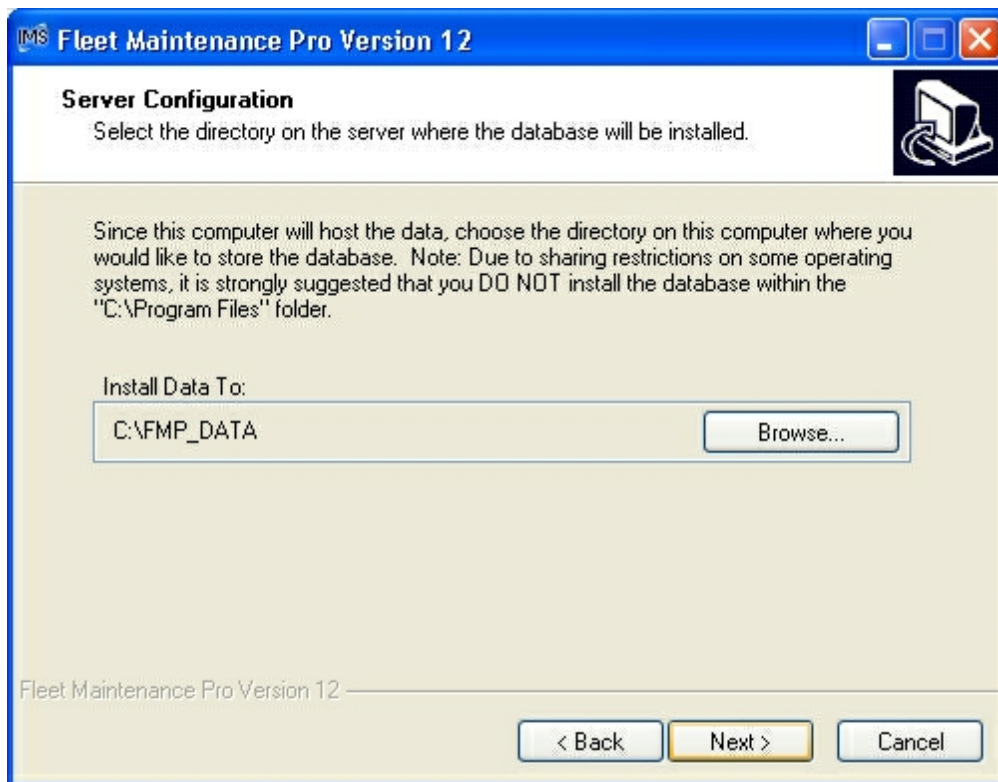 IMS Fleet Maintenance Pro Version 12
Server Configuration
Select the directory on the server where the database will be installed.
Since this computer will host the data, choose the directory on this computer where you
would like to store the database.  Note: Due to sharing restrictions on some operating
systems, it is strongly suggested that you DO NOT install the database within the
"C:\Program Files" folder.
Install Data To:
C:\FMP_DATA
Browse...
Fleet Maintenance Pro Version 12
< Back
Next >
Cancel